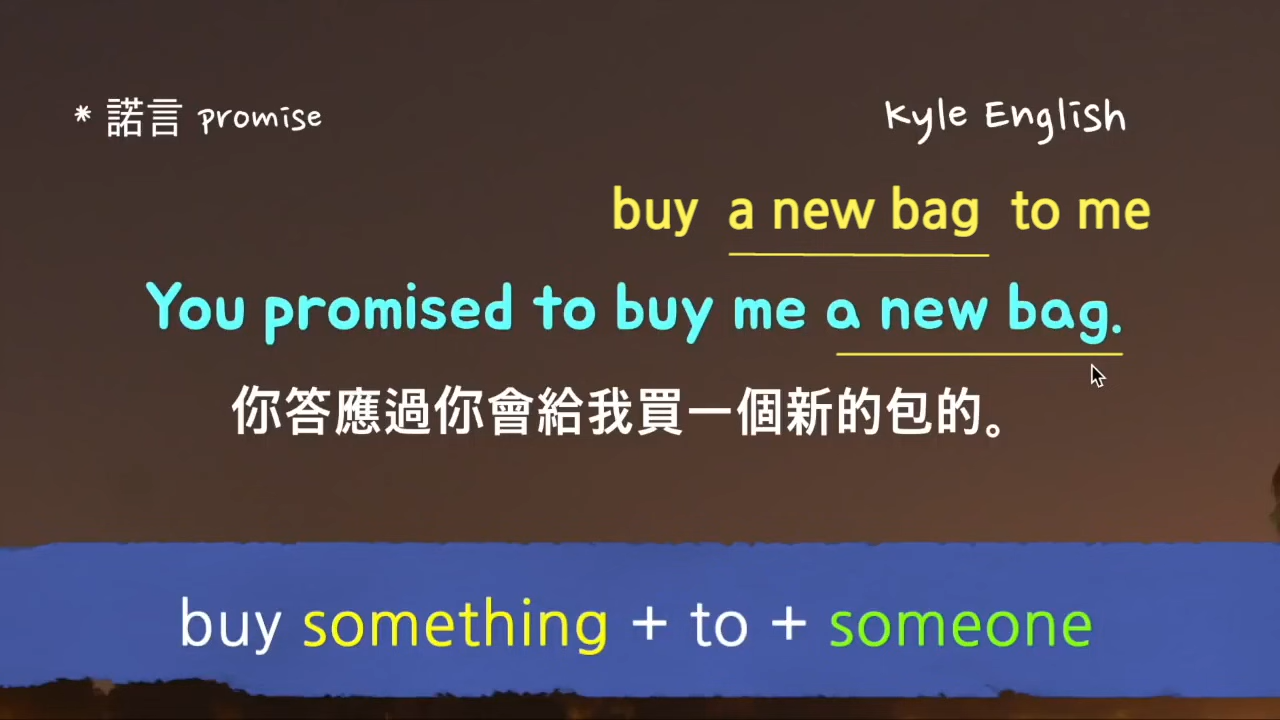 * 諾言 promise
Kyle English
buy a new bag to me
You promised to buy me a new bag.
你答應過你會給我買一個新的包的。
buy something + to + someone